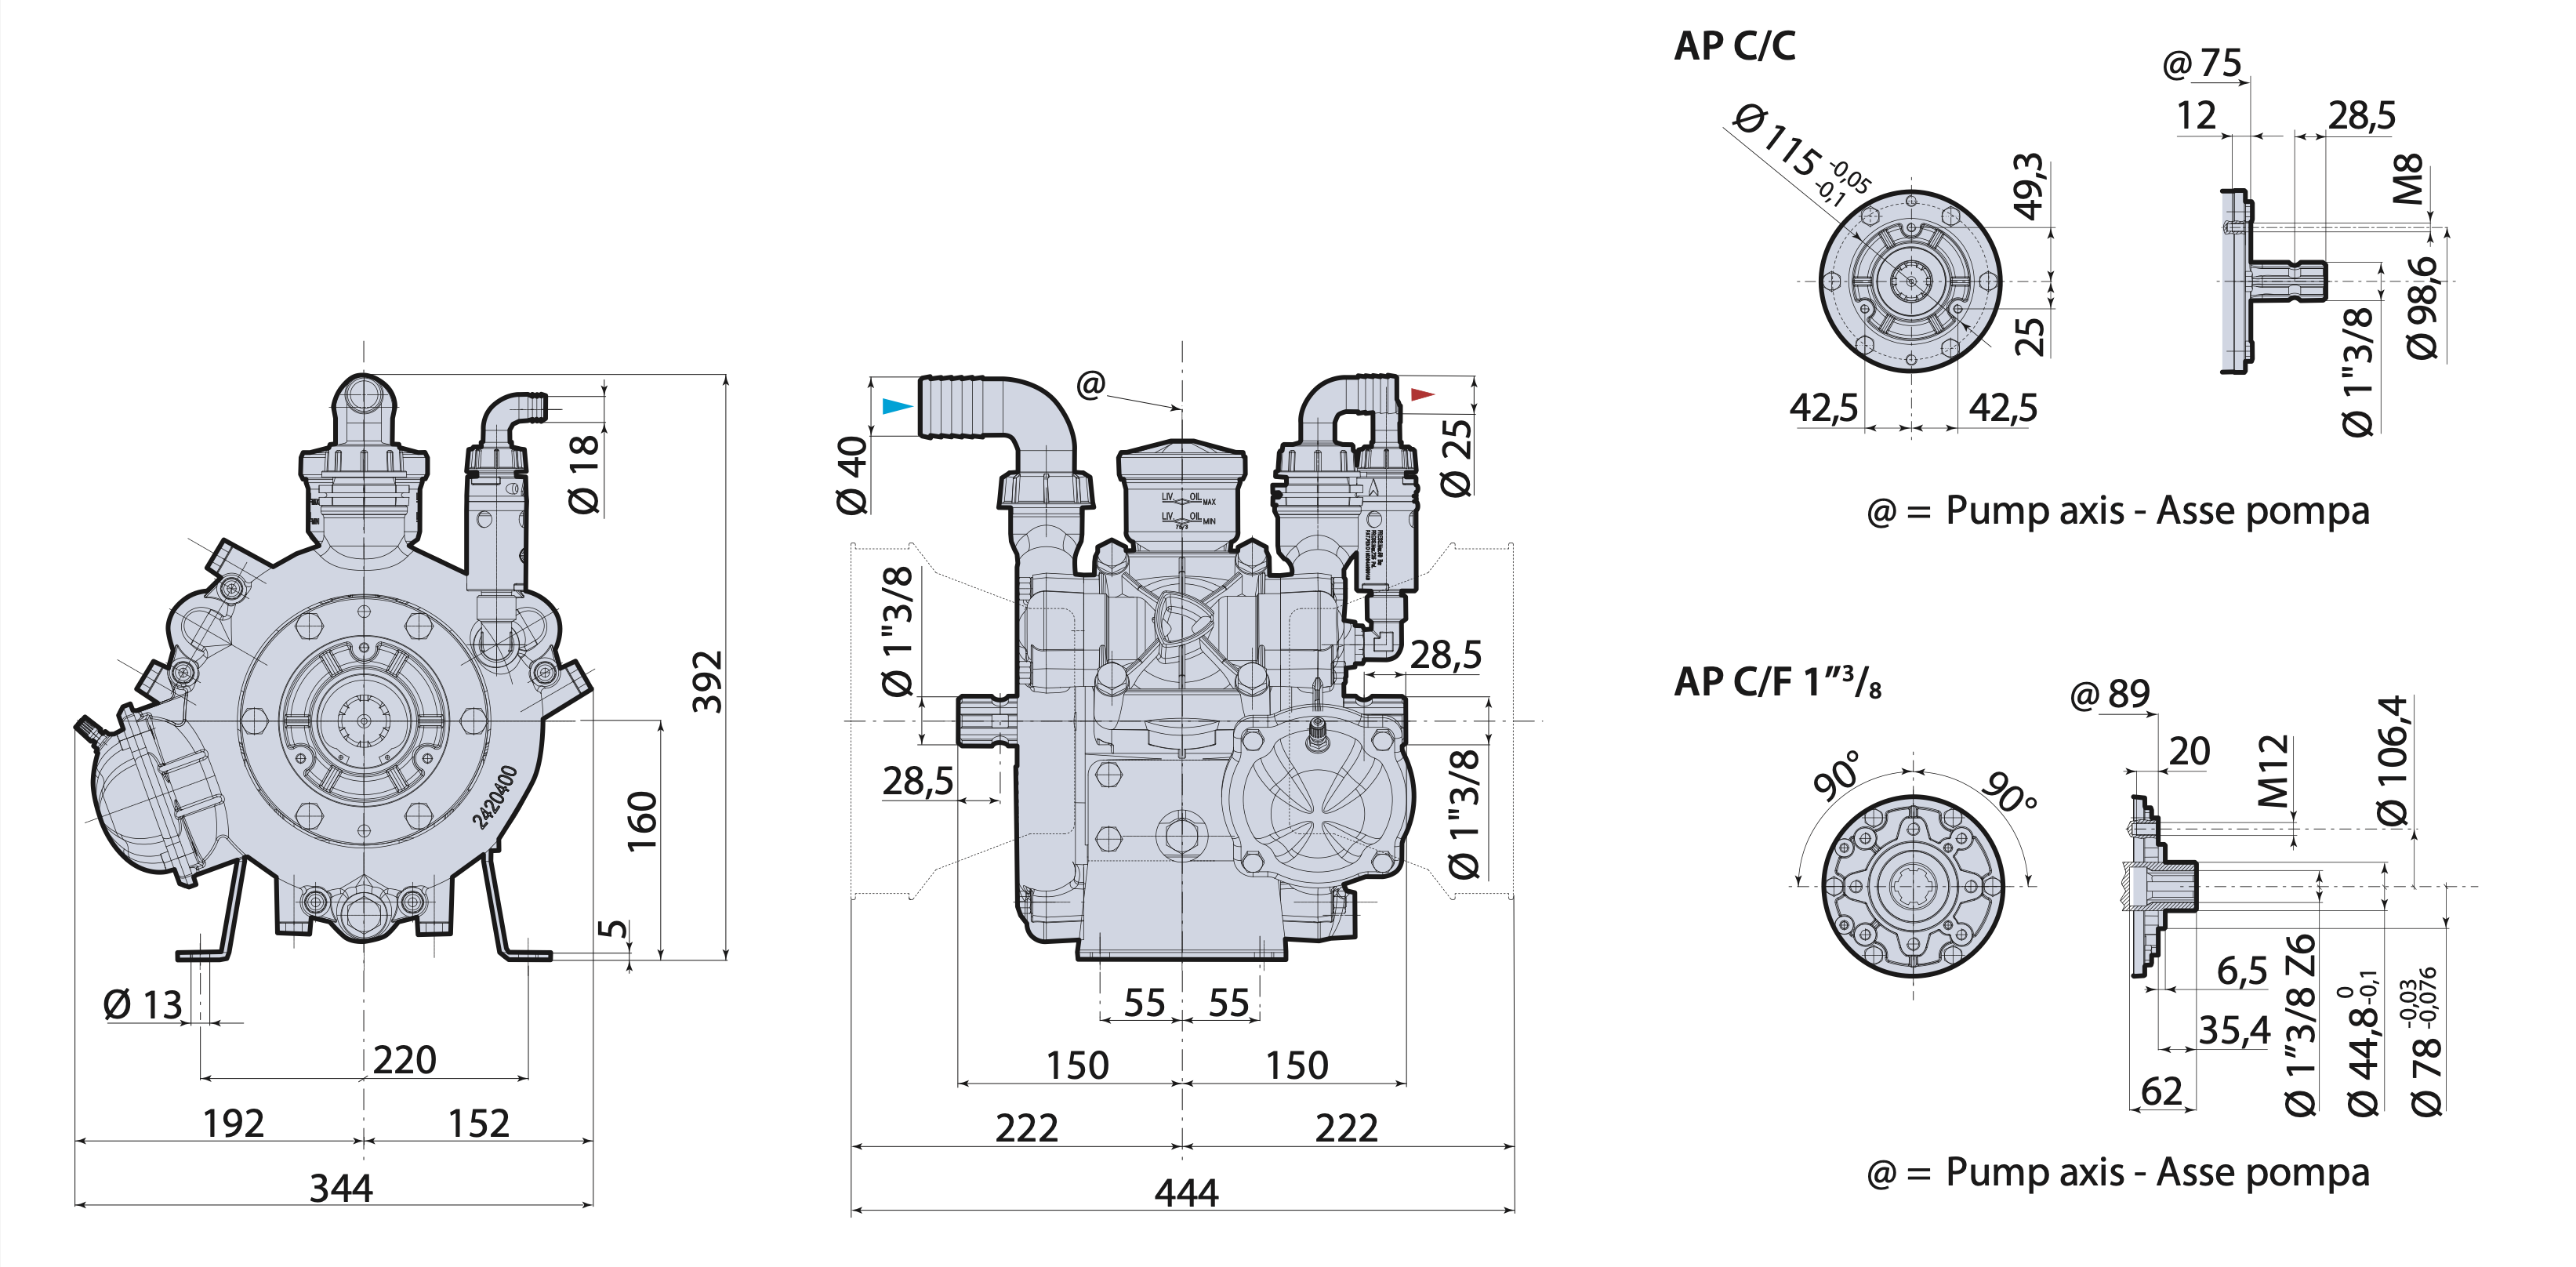 Ø 18
392
160
5
2420400
Ø 13
220
192
152
344
@
Ø 40
Ø 25
LIV. OIL MAX
LIV. OIL MIN
Ø 1"3/8
28,5
28,5
Ø 1"3/8
55
55
150
150
222
222
444
AP C/C
Ø 115 -0,05 -0,1
49,3
25
42,5
42,5
@ 75
12
28,5
M8
Ø 98,6
Ø 1"3/8
@ = Pump axis - Asse pompa
AP C/F 1”3/8
90°
90°
@ 89
20
M12
Ø 106,4
6,5
35,4
62
Ø 1”3/8 Z6
Ø 44,8 0 -0,1
Ø 78 -0,03 -0,076
@ = Pump axis - Asse pompa